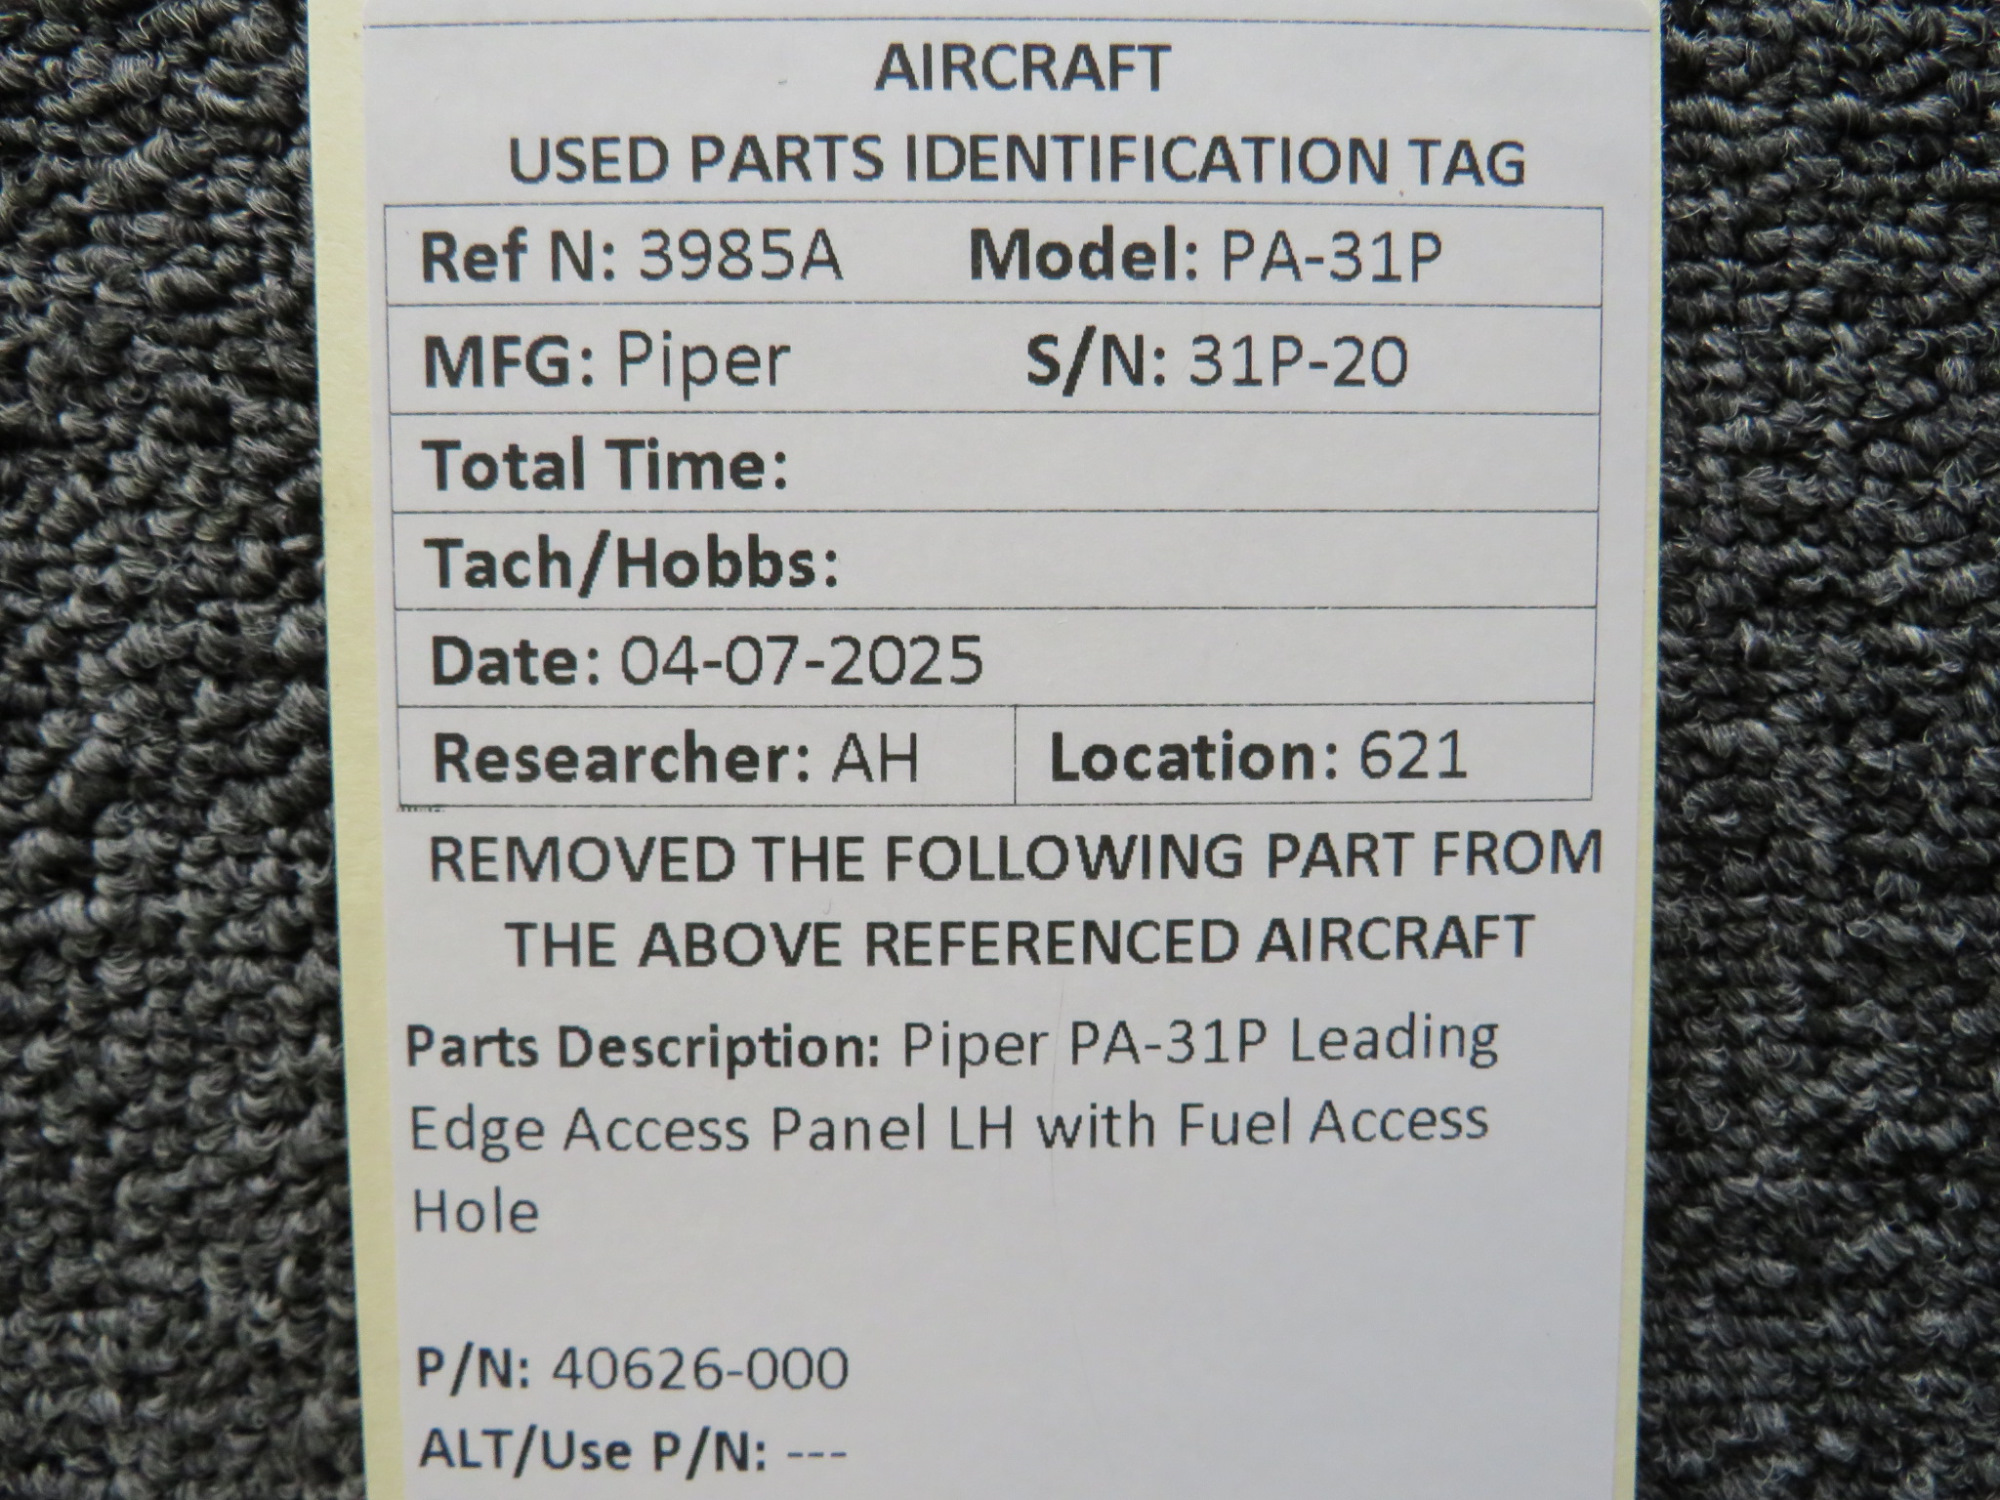 AIRCRAFT
USED PARTS IDENTIFICATION TAG
Ref N: 3985A Model: PA-31P
MFG: Piper S/N: 31P-20
Total Time:
Tach/Hobbs:
Date: 04-07-2025
Researcher: AH Location: 621
REMOVED THE FOLLOWING PART FROM
THE ABOVE REFERENCED AIRCRAFT
Parts Description: Piper PA-31P Leading
Edge Access Panel LH with Fuel Access
Hole
P/N: 40626-000
ALT/Use P/N: ---